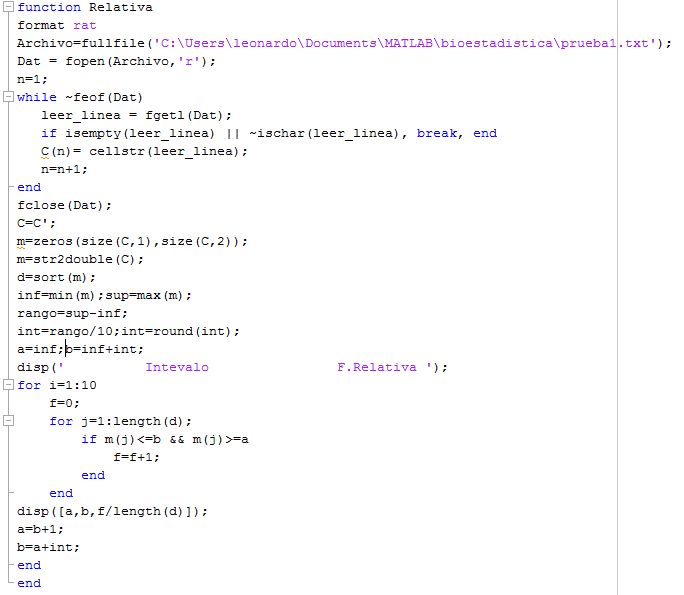 function Relativa
format rat
Archivo=fullfile('C:\Users\leonardo\Documents\MATLAB\bioestadistica\prueba1.txt');
Dat = fopen(Archivo,'r');
n=1;
while ~feof(Dat)
   leer_linea = fgetl(Dat);
   if isempty(leer_linea) || ~ischar(leer_linea), break, end
   C(n)= cellstr(leer_linea);
   n=n+1;
end
fclose(Dat);
C=C';
m=zeros(size(C,1),size(C,2));
m=str2double(C);
d=sort(m);
inf=min(m);sup=max(m);
rango=sup-inf;
int=rango/10;int=round(int);
a=inf;b=inf+int;
disp('          Intevalo                F.Relativa ');
for i=1:10
    f=0;
    for j=1:length(d);
        if m(j)<=b && m(j)>=a
            f=f+1;
        end
    end
disp([a,b,f/length(d)]);
a=b+1;
b=a+int;
end
end